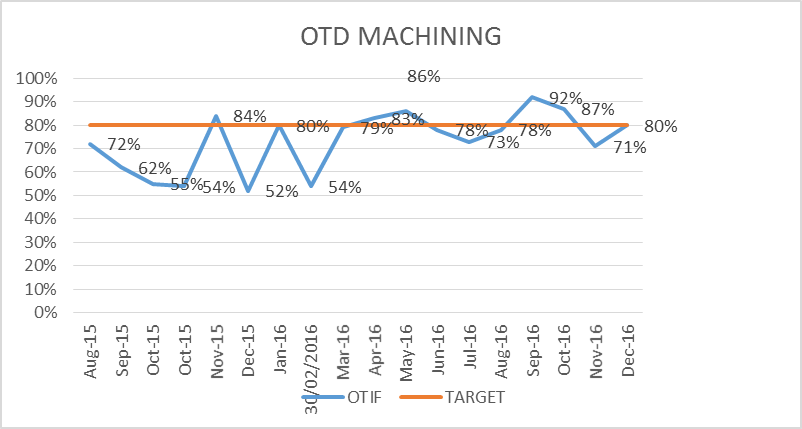 OTD MACHINING
100%
90%
80%
70%
60%
50%
40%
30%
20%
10%
0%
72%
62%
55%
54%
84%
52%
80%
54%
79%
83%
86%
78%
73%
78%
92%
87%
71%
80%
Aug-15
Sep-15
Oct-15
Oct-15
Nov-15
Dec-15
Jan-16
30/02/2016
Mar-16
Apr-16
May-16
Jun-16
Jul-16
Aug-16
Sep-16
Oct-16
Nov-16
Dec-16
OTIF
TARGET